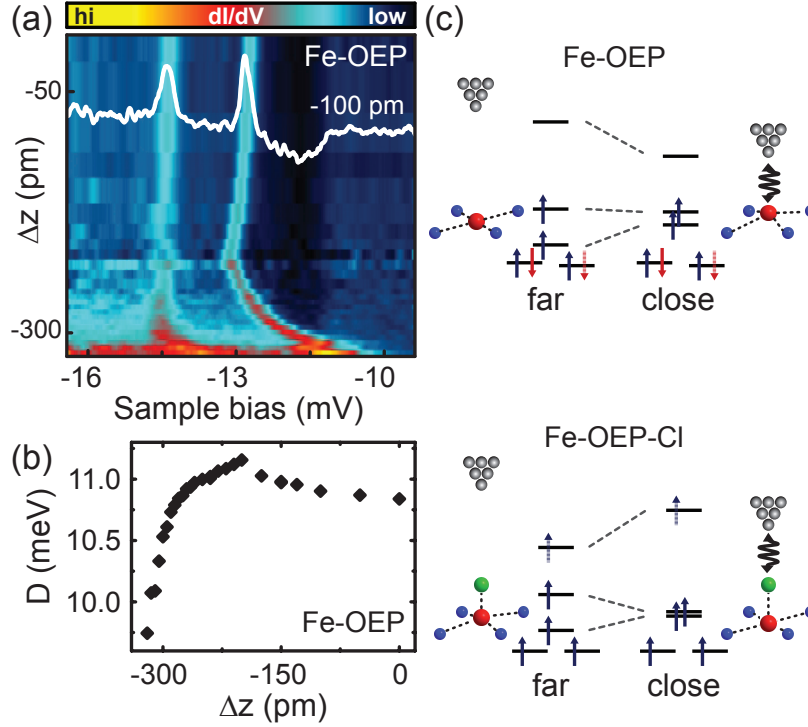 (a)
hi dI/dV low
Fe-OEP
-100 pm
-50
-300
Δz (pm)
-16 -13 -10
Sample bias (mV)
(b)
11.0
10.5
10.0
D (meV)
Fe-OEP
-300 -150 0
Δz (pm)
(c)
Fe-OEP
far close
Fe-OEP-Cl
far close